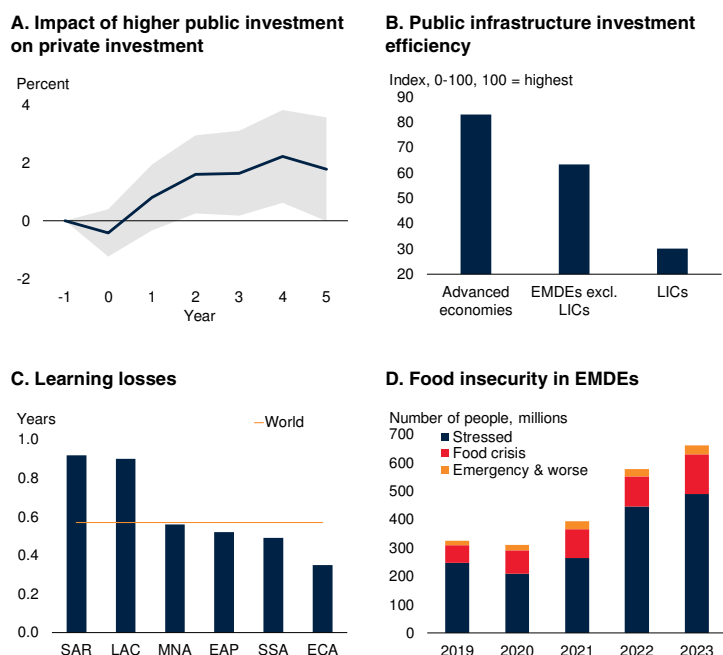 A. Impact of higher public investment
on private investment
Percent
4
2
0
-2
-1 0 1 2 3 4 5
Year
B. Public infrastructure investment
efficiency
Index, 0-100, 100 = highest
90
80
70
60
50
40
30
20
Advanced
economies
EMDEs excl.
LICs
LICs
C. Learning losses
Years
World
1.0
0.8
0.6
0.4
0.2
0.0
SAR LAC MNA EAP SSA ECA
D. Food insecurity in EMDEs
Number of people, millions
700
600
500
400
300
200
100
0
Stressed
Food crisis
Emergency & worse
2019 2020 2021 2022 2023